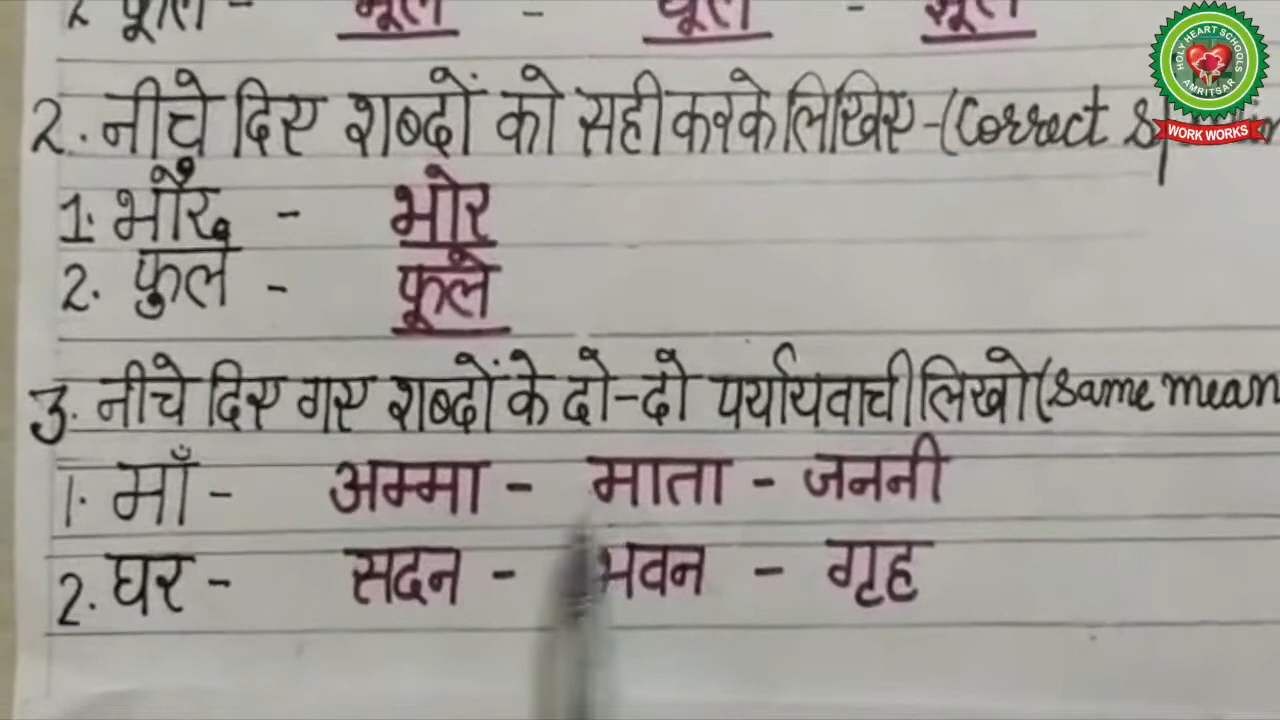 2. नीचे दिए शब्दों को सही करके लिखिए-(Correct
1. भौर - भोर
2. फुल - फूल
3. नीचे दिए गए शब्दों के दो-दो पर्यायवाची लिखो(Same mean
1. माँ - अम्मा - माता - जननी
2. घर - सदन - भवन - गृह
HOLY HEART SCHOOLS
AMRITSAR
WORK WORKS